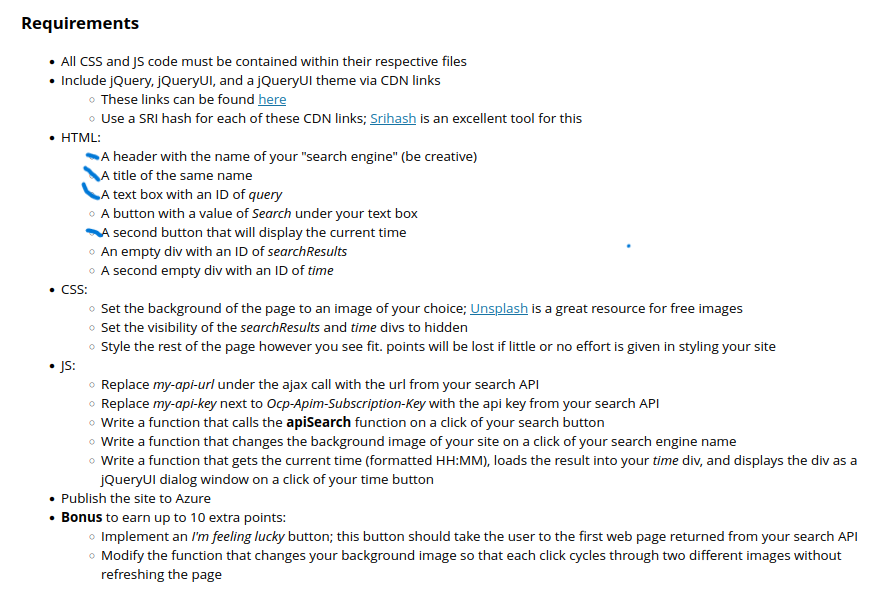 Requirements
All CSS and JS code must be contained within their respective files
Include jQuery, jQueryUI, and a jQueryUI theme via CDN links
These links can be found here
Use a SRI hash for each of these CDN links; Srihash is an excellent tool for this
HTML:
A header with the name of your "search engine" (be creative)
A title of the same name
A text box with an ID of query
A button with a value of Search under your text box
A second button that will display the current time
An empty div with an ID of searchResults
A second empty div with an ID of time
CSS:
Set the background of the page to an image of your choice; Unsplash is a great resource for free images
Set the visibility of the searchResults and time divs to hidden
Style the rest of the page however you see fit. points will be lost if little or no effort is given in styling your site
JS:
Replace my-api-url under the ajax call with the url from your search API
Replace my-api-key next to Ocp-Apim-Subscription-Key with the api key from your search API
Write a function that calls the apiSearch function on a click of your search button
Write a function that changes the background image of your site on a click of your search engine name
Write a function that gets the current time (formatted HH:MM), loads the result into your time div, and displays the div as a
jQueryUI dialog window on a click of your time button
Publish the site to Azure
Bonus to earn up to 10 extra points:
Implement an I'm feeling lucky button; this button should take the user to the first web page returned from your search API
Modify the function that changes your background image so that each click cycles through two different images without
refreshing the page